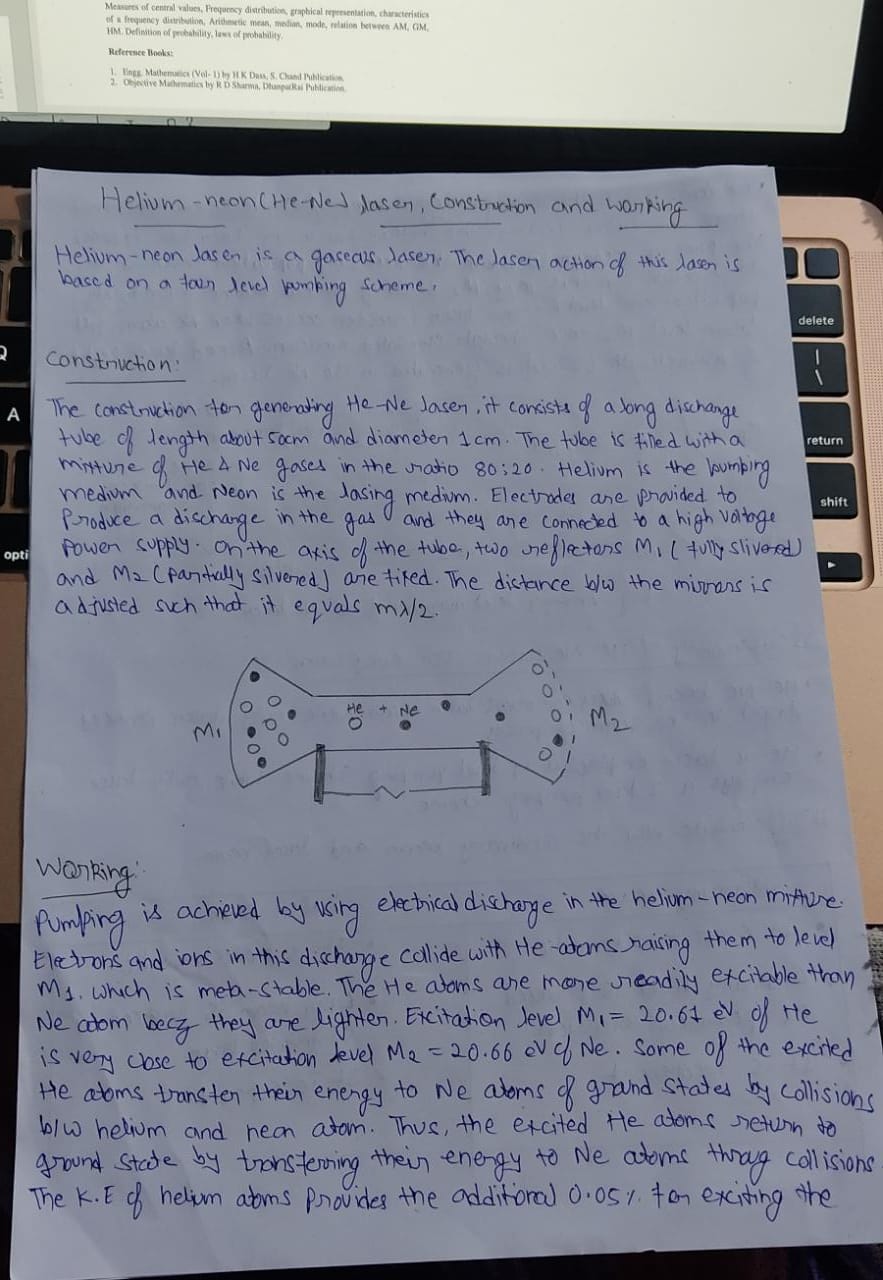 Measures of central values, Frequency distribution, graphical representation, characteristics
of a frequency distribution, Arithmetic mean, median, mode, relation between AM, GM,
HM. Definition of probability, laws of probability.
Reference Books:
1. Engg. Mathematics (Vol- 1) by H K Dass, S. Chand Publication.
2. Objective Mathematics by R D Sharma, DhanpatRai Publication.
Helium-neon (He-Ne) laser, Construction and working
Helium-neon laser is a gaseous laser. The laser action of this laser is
based on a four level pumping scheme.
Construction:
The construction for generating He-Ne laser, it consists of a long discharge
tube of length about 50cm and diameter 1cm. The tube is filled with a
mixture of He & Ne gases in the ratio 80:20. Helium is the pumping
medium and Neon is the lasing medium. Electrodes are provided to
Produce a discharge in the gas and they are connected to a high voltage
power supply. On the axis of the tube, two reflectors M₁ (fully slivered)
and M₂ (partially silvered) are fixed. The distance b/w the mirrors is
adjusted such that it equals mλ/2.
M₁ He + Ne M₂
Working:
Pumping is achieved by using electrical discharge in the helium-neon mixture.
Electrons and ions in this discharge collide with He-atoms raising them to level
M₁. which is meta-stable. The He atoms are more readily excitable than
Ne atom becz they are lighter. Excitation level M₁ = 20.61 eV of He
is very close to excitation level M₂ = 20.66 eV of Ne. Some of the excited
He atoms transfer their energy to Ne atoms of grand states by collisions
b/w helium and neon atom. Thus, the excited He atoms return to
ground state by transferring their energy to Ne atoms throug collisions
The K.E of helium atoms provides the additional 0.05% for exciting the
Q
A
opti
delete
|
\
return
shift